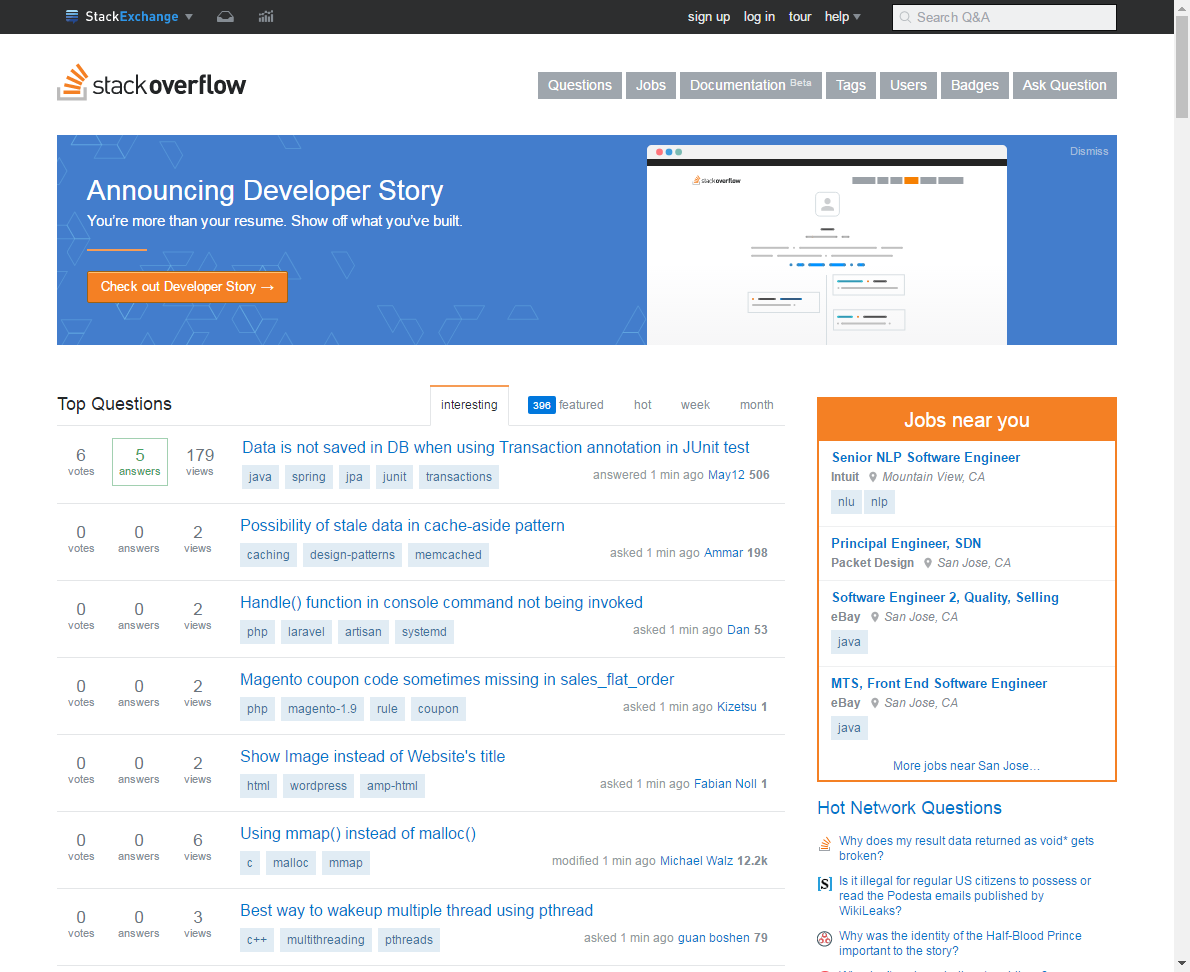 StackExchange
sign up log in tour help
Search Q&A
stackoverflow
Questions Jobs Documentation Beta Tags Users Badges Ask Question
Dismiss
Announcing Developer Story
You're more than your resume. Show off what you've built.
Check out Developer Story →
stackoverflow
Top Questions
interesting 396 featured hot week month
6 votes 5 answers 179 views
Data is not saved in DB when using Transaction annotation in JUnit test
java spring jpa junit transactions
answered 1 min ago May12 506
0 votes 0 answers 2 views
Possibility of stale data in cache-aside pattern
caching design-patterns memcached
asked 1 min ago Ammar 198
0 votes 0 answers 2 views
Handle() function in console command not being invoked
php laravel artisan systemd
asked 1 min ago Dan 53
0 votes 0 answers 2 views
Magento coupon code sometimes missing in sales_flat_order
php magento-1.9 rule coupon
asked 1 min ago Kizetsu 1
0 votes 0 answers 2 views
Show Image instead of Website's title
html wordpress amp-html
asked 1 min ago Fabian Noll 1
0 votes 0 answers 6 views
Using mmap() instead of malloc()
c malloc mmap
modified 1 min ago Michael Walz 12.2k
0 votes 0 answers 3 views
Best way to wakeup multiple thread using pthread
c++ multithreading pthreads
asked 1 min ago guan boshen 79
Jobs near you
Senior NLP Software Engineer
Intuit Mountain View, CA
nlu nlp
Principal Engineer, SDN
Packet Design San Jose, CA
Software Engineer 2, Quality, Selling
eBay San Jose, CA
java
MTS, Front End Software Engineer
eBay San Jose, CA
java
More jobs near San Jose…
Hot Network Questions
Why does my result data returned as void* gets
broken?
Is it illegal for regular US citizens to possess or
read the Podesta emails published by
WikiLeaks?
Why was the identity of the Half-Blood Prince
important to the story?